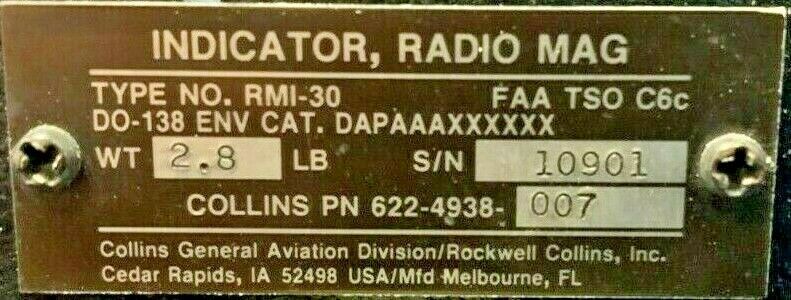 INDICATOR, RADIO MAG
TYPE NO. RMI-30 FAA TSO C6c
DO-138 ENV CAT. DAPAAAXXXXXX
WT 2.8 LB S/N 10901
COLLINS PN 622-4938- 007
Collins General Aviation Division/Rockwell Collins, Inc.
Cedar Rapids, IA 52498 USA/Mfd Melbourne, FL